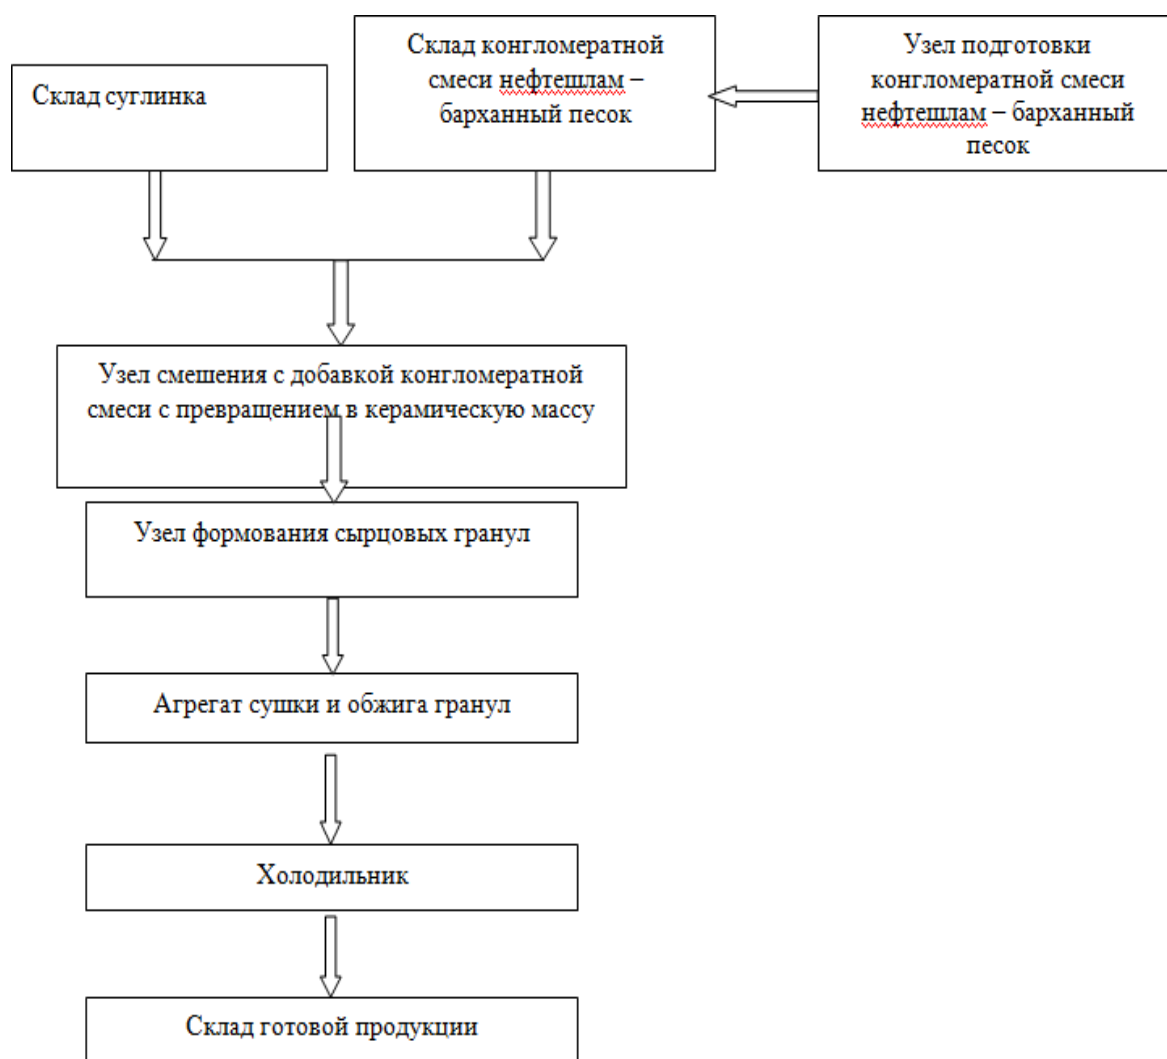 Склад суглинка
Склад конгломератной
смеси нефтешлам –
барханный песок
Узел подготовки
конгломератной смеси
нефтешлам – барханный
песок
Узел смешения с добавкой конгломератной
смеси с превращением в керамическую массу
Узел формования сырцовых гранул
Агрегат сушки и обжига гранул
Холодильник
Склад готовой продукции